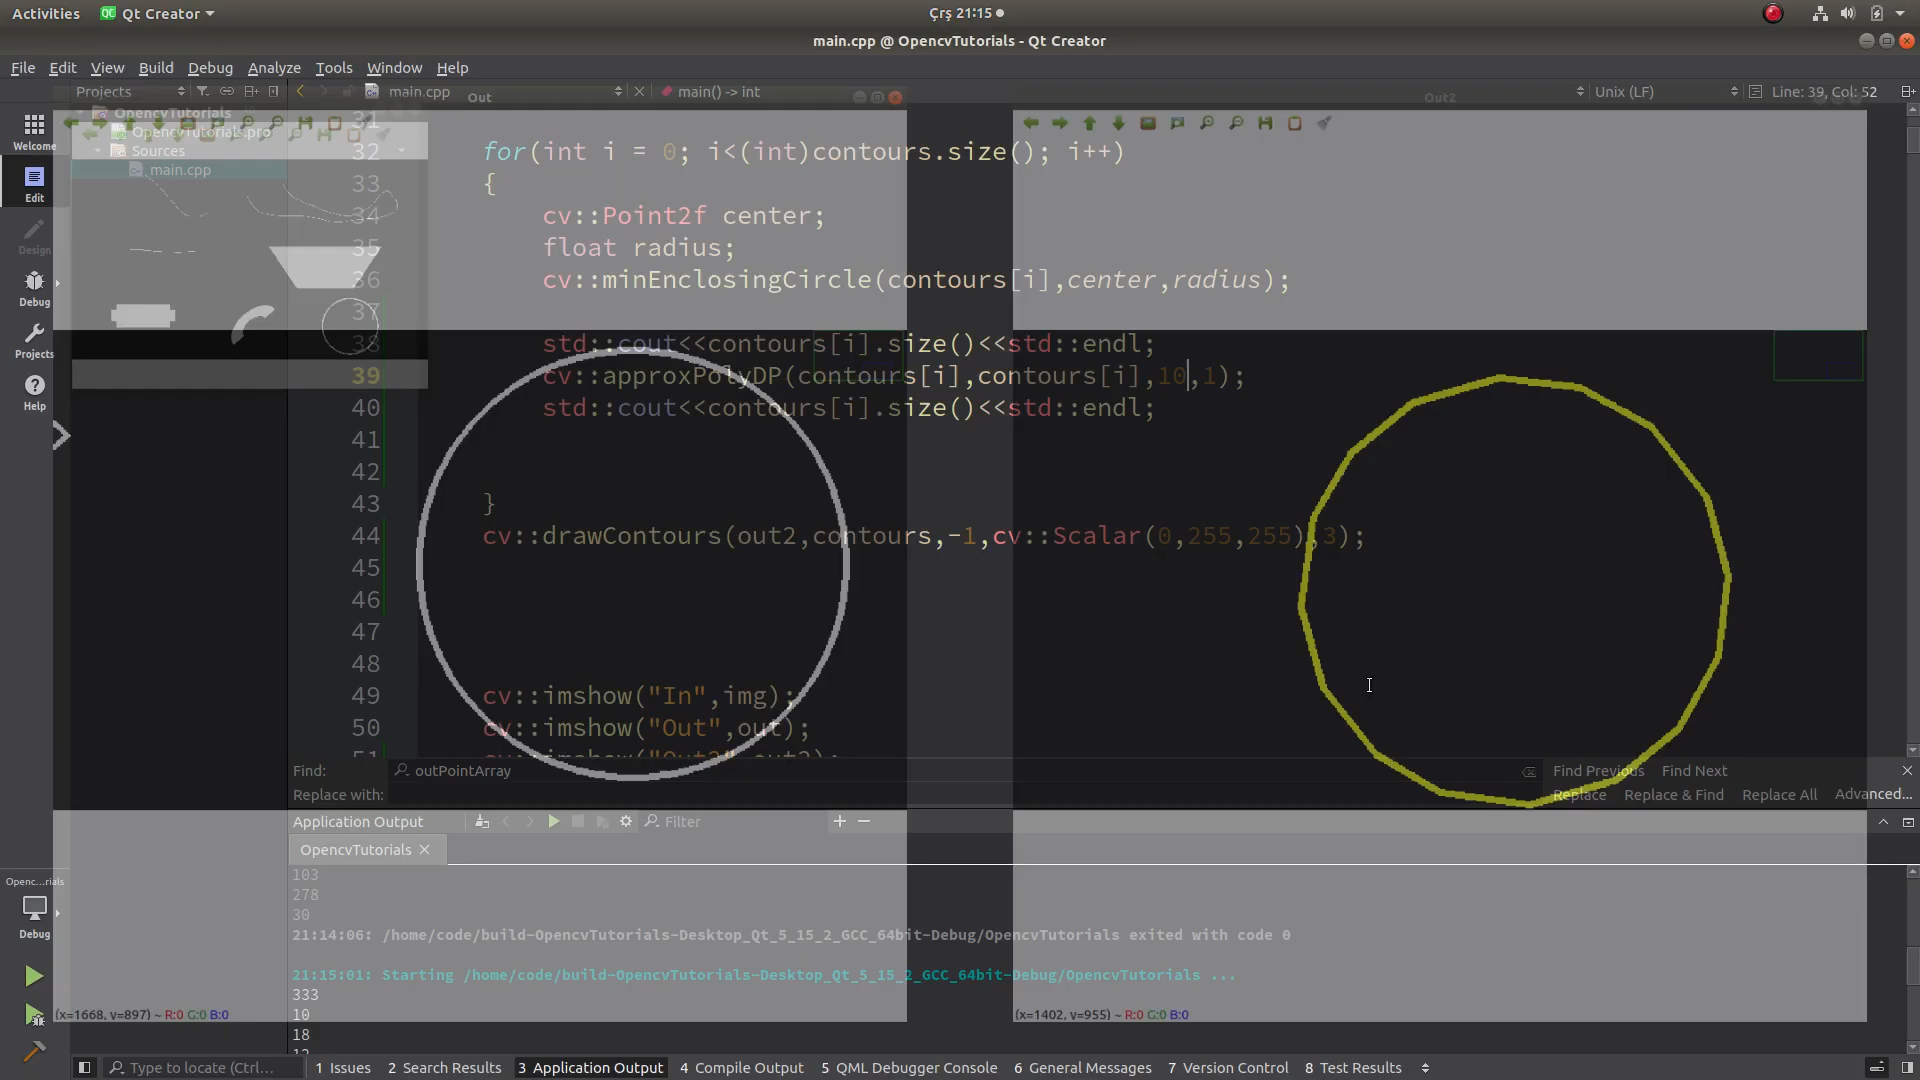 Activities
Qt Creator
Çrş 21:15
main.cpp @ OpencvTutorials - Qt Creator
File Edit View Build Debug Analyze Tools Window Help
Projects
main.cpp
main() -> int
Unix (LF)
Line: 39, Col: 52
Out
Out2
OpencvTutorials
OpencvTutorials.pro
Sources
main.cpp
Welcome
Edit
Design
Debug
Projects
Help
31
32 for(int i = 0; i<(int)contours.size(); i++)
33 {
34 cv::Point2f center;
35 float radius;
36 cv::minEnclosingCircle(contours[i],center,radius);
37
38 std::cout<<contours[i].size()<<std::endl;
39 cv::approxPolyDP(contours[i],contours[i],10,1);
40 std::cout<<contours[i].size()<<std::endl;
41
42
43 }
44 cv::drawContours(out2,contours,-1,cv::Scalar(0,255,255),3);
45
46
47
48
49 cv::imshow("In",img);
50 cv::imshow("Out",out);
51 cv::imshow("Out2",out2);
Find: outPointArray
Find Previous Find Next
Replace with:
Replace Replace & Find Replace All Advanced...
Application Output
Filter
OpencvTutorials
103
278
30
21:14:06: /home/code/build-OpencvTutorials-Desktop_Qt_5_15_2_GCC_64bit-Debug/OpencvTutorials exited with code 0
21:15:01: Starting /home/code/build-OpencvTutorials-Desktop_Qt_5_15_2_GCC_64bit-Debug/OpencvTutorials ...
333
10
18
12
Openc...rials
Debug
(x=1668, y=897) ~ R:0 G:0 B:0
(x=1402, y=955) ~ R:0 G:0 B:0
Type to locate (Ctrl...
1 Issues
2 Search Results
3 Application Output
4 Compile Output
5 QML Debugger Console
6 General Messages
7 Version Control
8 Test Results